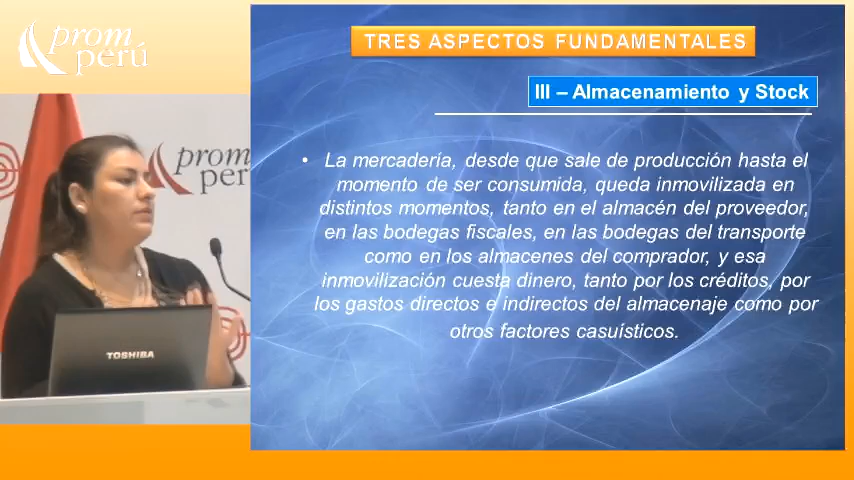 prom
perú
TRES ASPECTOS FUNDAMENTALES
III – Almacenamiento y Stock
• La mercadería, desde que sale de producción hasta el
momento de ser consumida, queda inmovilizada en
distintos momentos, tanto en el almacén del proveedor,
en las bodegas fiscales, en las bodegas del transporte
como en los almacenes del comprador, y esa
inmovilización cuesta dinero, tanto por los créditos, por
los gastos directos e indirectos del almacenaje como por
otros factores casuísticos.
prom
per
TOSHIBA